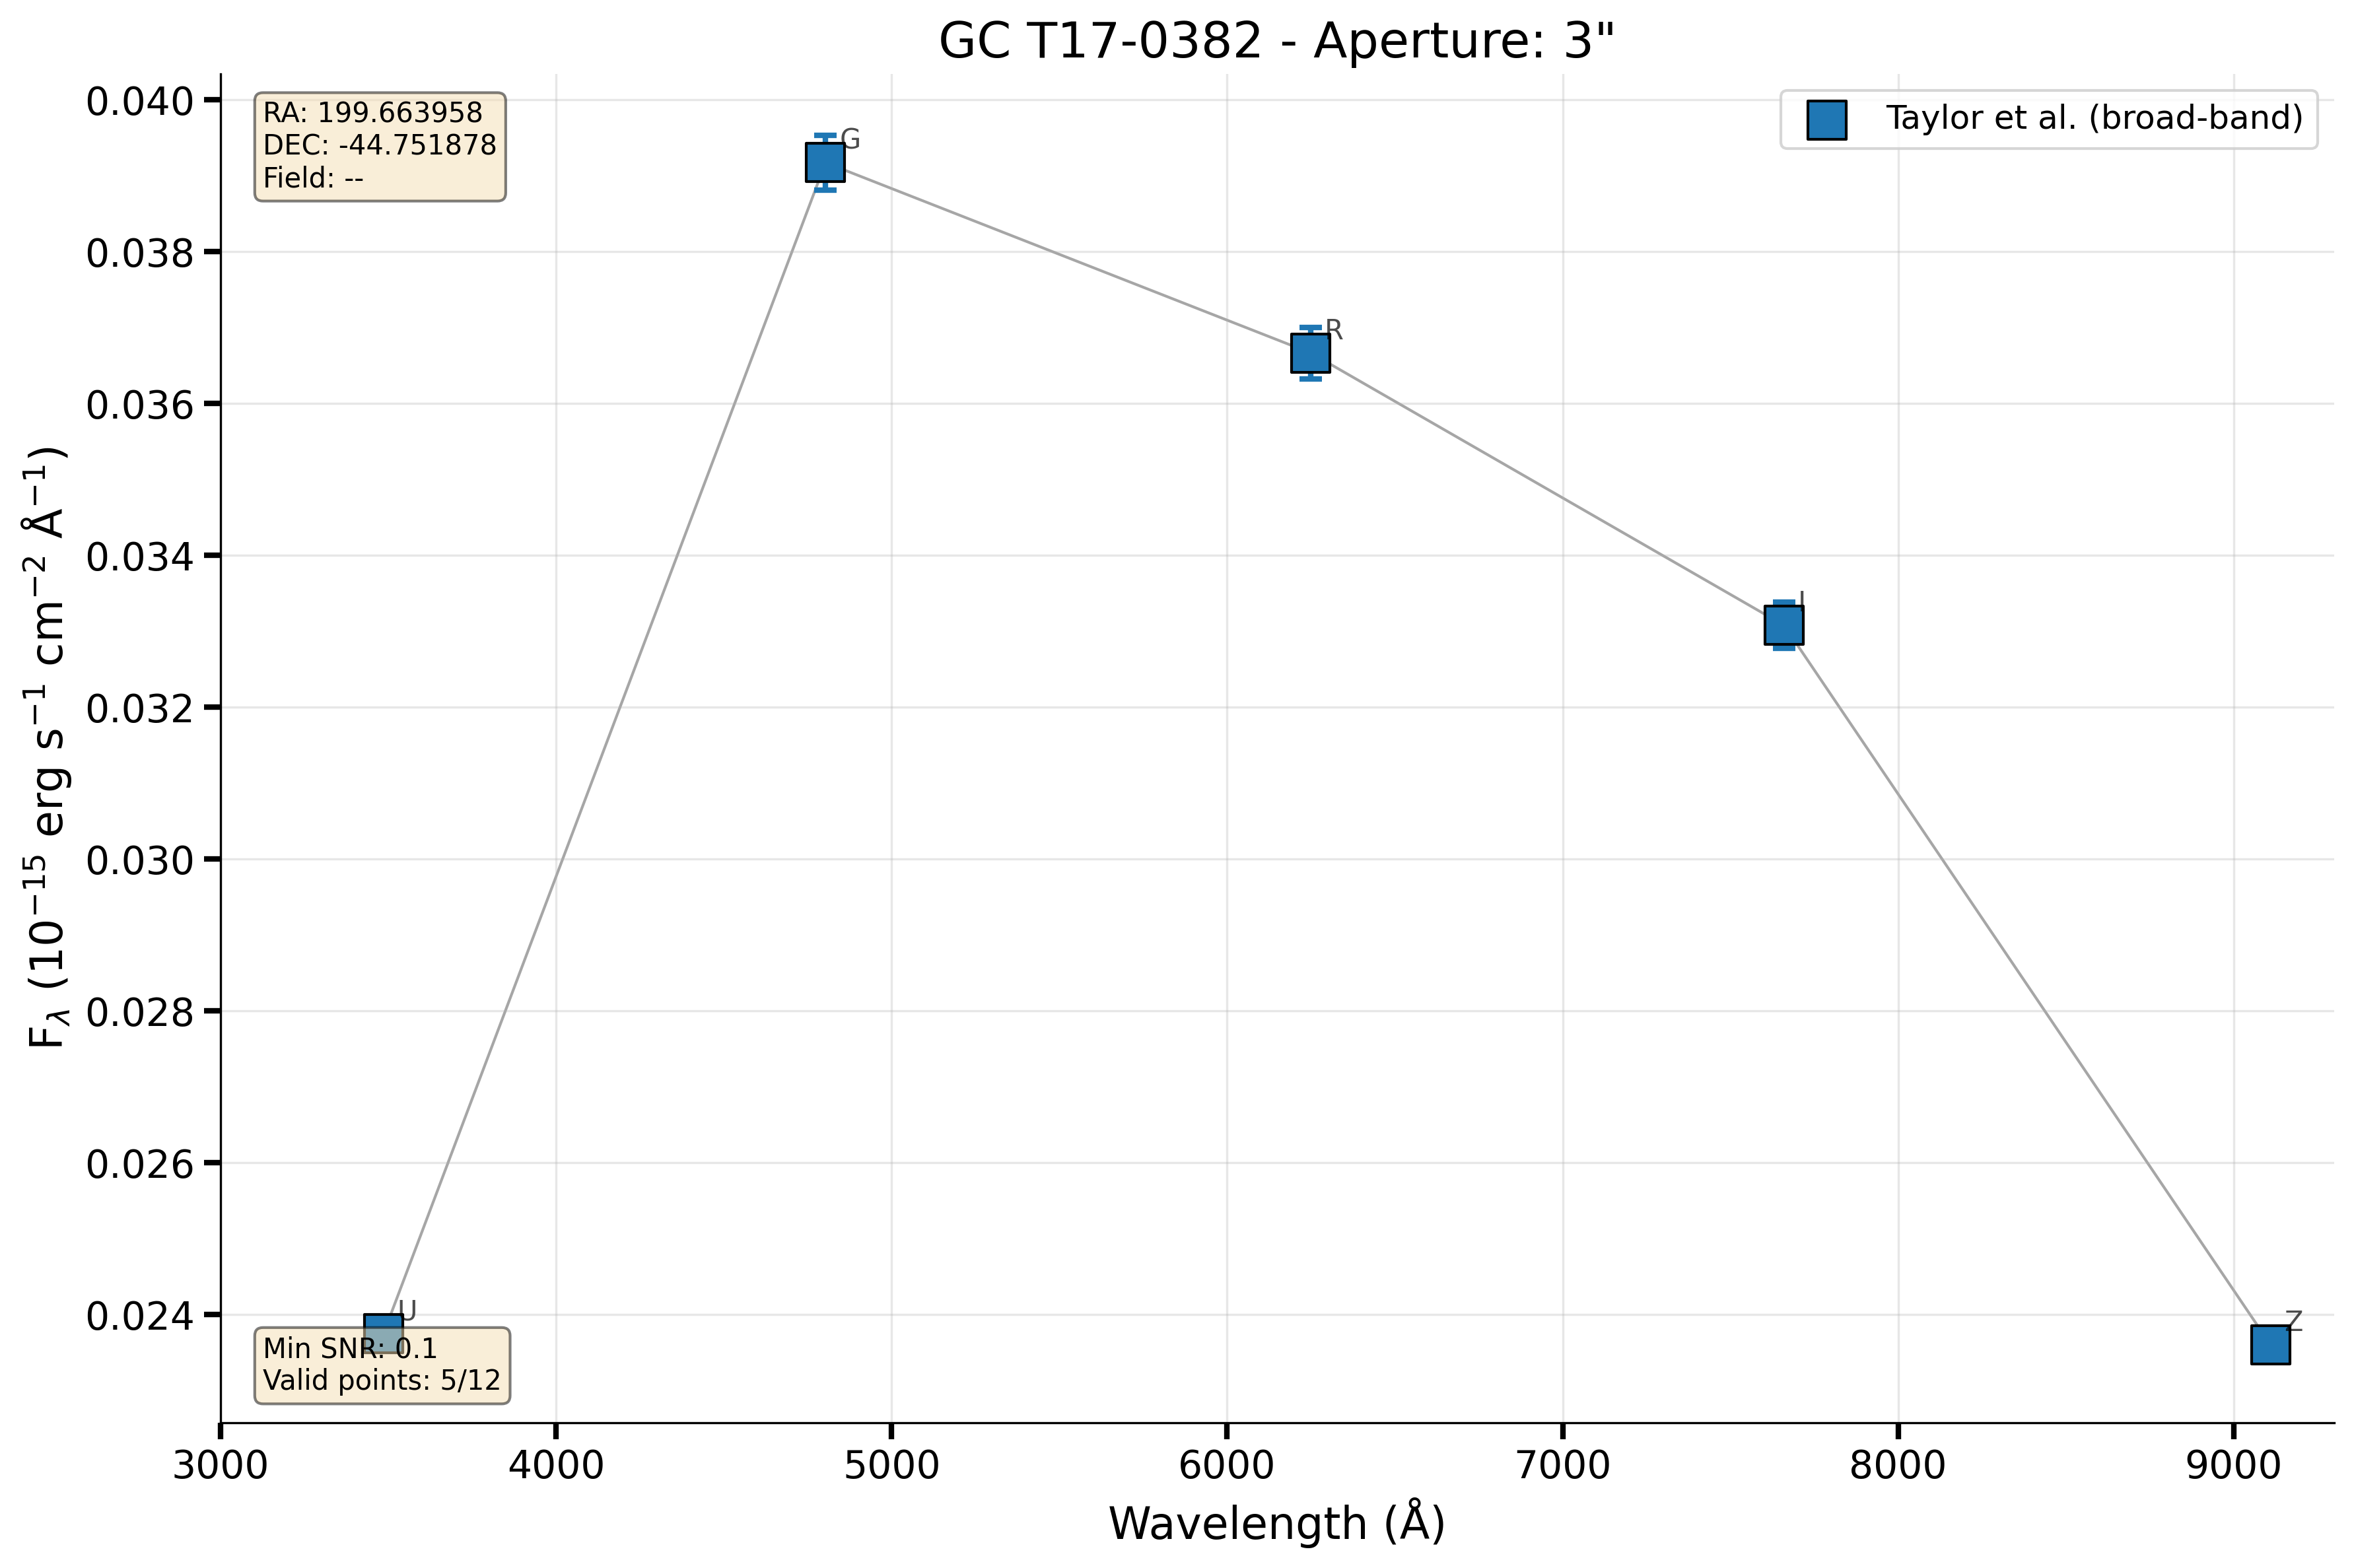 GC T17-0382 - Aperture: 3"
RA: 199.663958
DEC: -44.751878
Field: --
Taylor et al. (broad-band)
G
R
I
U
Z
Min SNR: 0.1
Valid points: 5/12
0.040
0.038
0.036
0.034
0.032
0.030
0.028
0.026
0.024
F_λ (10⁻¹⁵ erg s⁻¹ cm⁻² Å⁻¹)
3000 4000 5000 6000 7000 8000 9000
Wavelength (Å)